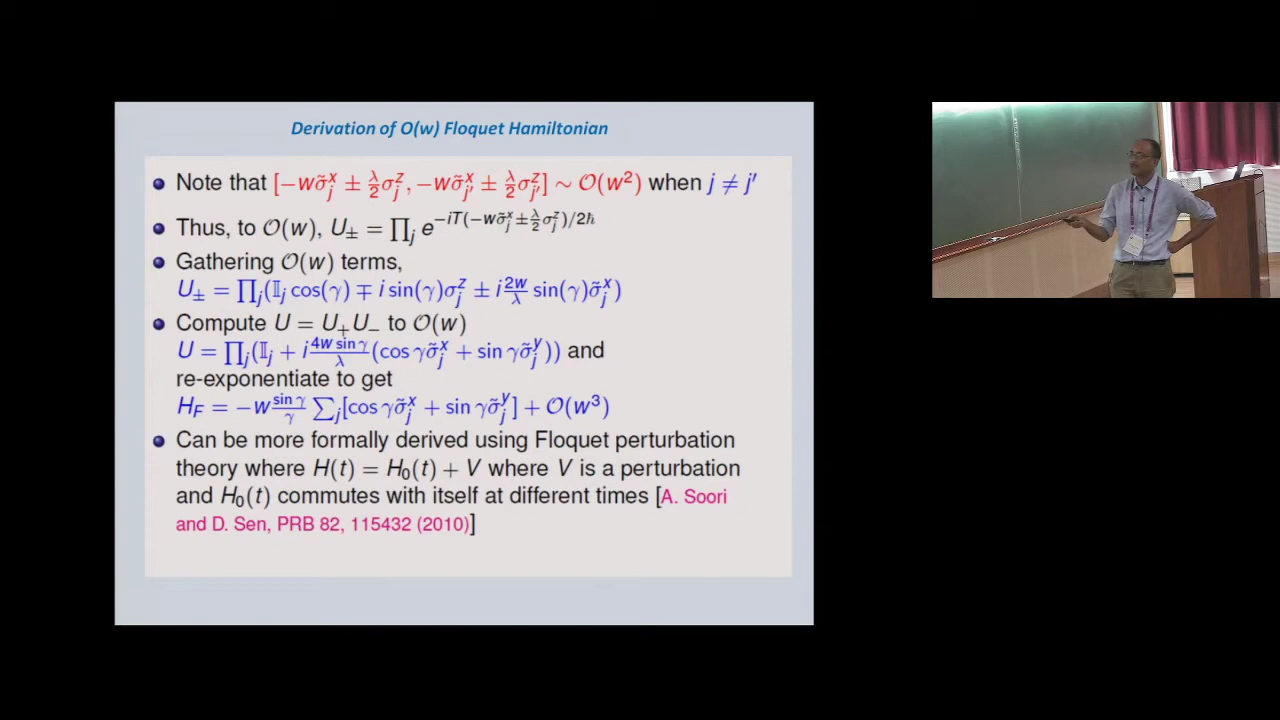 Derivation of O(w) Floquet Hamiltonian
Note that [−wσ̃ⱼˣ ± λ/2 σⱼᶻ, −wσ̃ⱼ′ˣ ± λ/2 σⱼ′ᶻ] ∼ O(w²) when j ≠ j′
Thus, to O(w), U± = ∏ⱼ e^{−iT(−wσ̃ⱼˣ ± λ/2 σⱼᶻ)/2ħ}
Gathering O(w) terms,
U± = ∏ⱼ(𝕀ⱼ cos(γ) ∓ i sin(γ)σⱼᶻ ± i 2w/λ sin(γ)σ̃ⱼˣ)
Compute U = U₊U₋ to O(w)
U = ∏ⱼ(𝕀ⱼ + i 4w sin γ/λ (cos γσ̃ⱼˣ + sin γσ̃ⱼʸ)) and
re-exponentiate to get
H_F = −w sin γ/γ ∑ⱼ[cos γσ̃ⱼˣ + sin γσ̃ⱼʸ] + O(w³)
Can be more formally derived using Floquet perturbation
theory where H(t) = H₀(t) + V where V is a perturbation
and H₀(t) commutes with itself at different times [A. Soori
and D. Sen, PRB 82, 115432 (2010)]